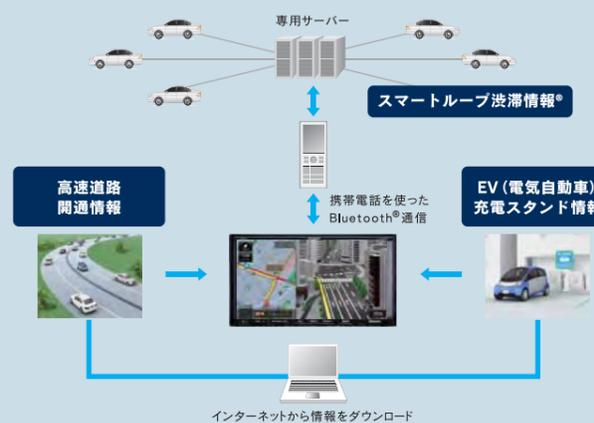 専用サーバー
スマートループ渋滞情報®
高速道路
開通情報
携帯電話を使った
Bluetooth®通信
EV(電気自動車)
充電スタンド情報
インターネットから情報をダウンロード